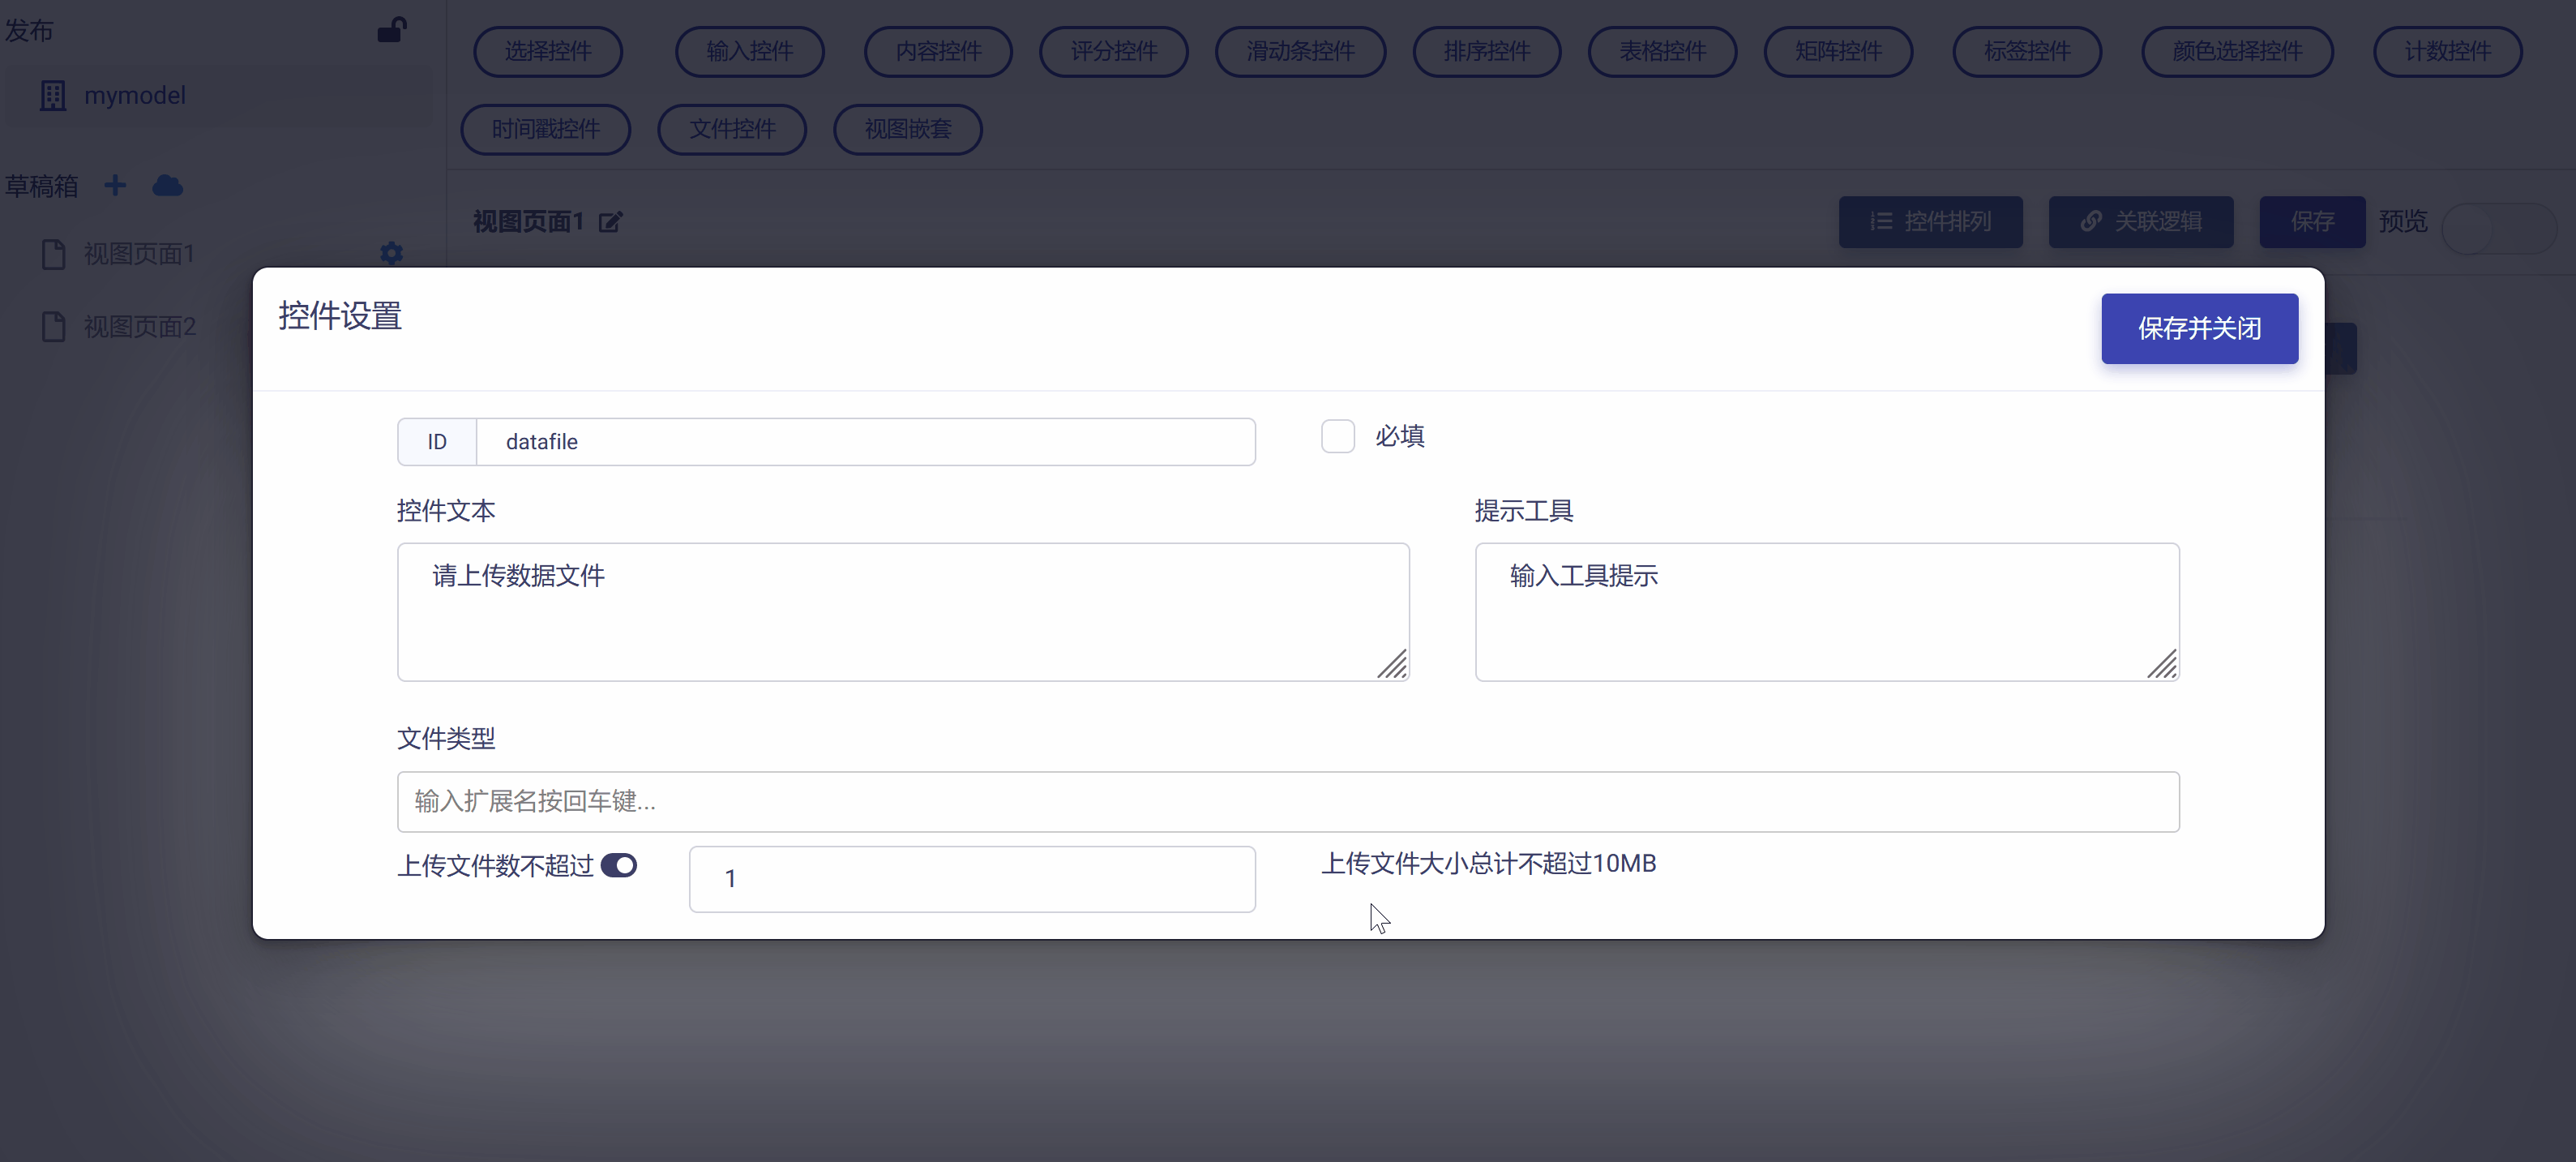 发布
mymodel
草稿箱
视图页面1
视图页面2
选择控件 输入控件 内容控件 评分控件 滑动条控件 排序控件 表格控件 矩阵控件 标签控件 颜色选择控件 计数控件
时间戳控件 文件控件 视图嵌套
视图页面1 控件排列 关联逻辑 保存 预览
控件设置 保存并关闭
ID datafile 必填
控件文本 提示工具
请上传数据文件 输入工具提示
文件类型
输入扩展名按回车键...
上传文件数不超过 1 上传文件大小总计不超过10MB